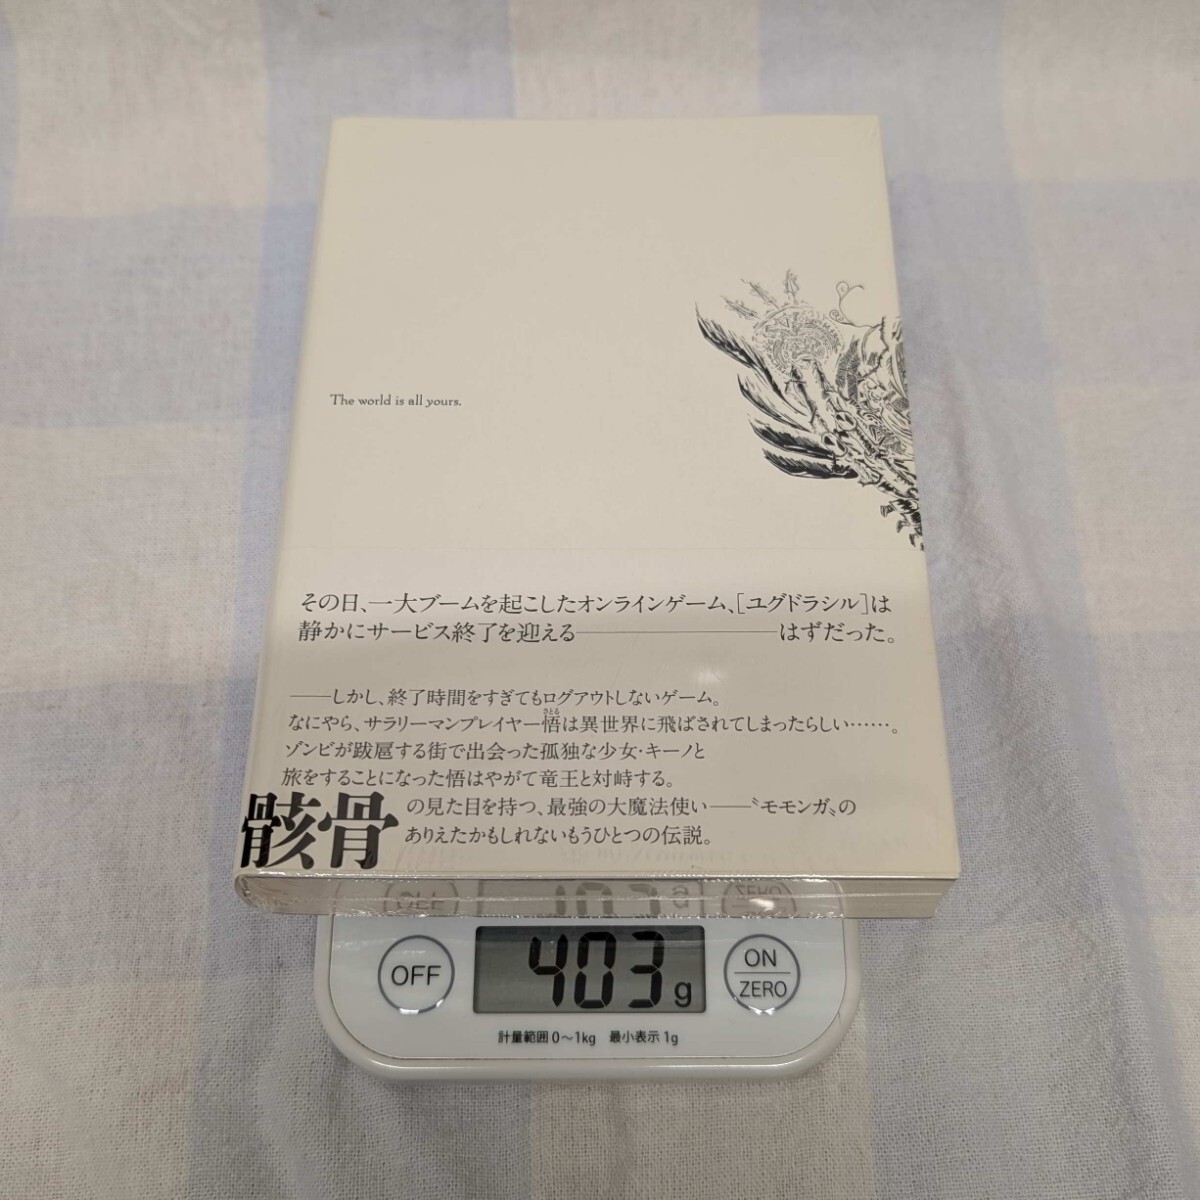 The world is all yours.
その日、一大ブームを起こしたオンラインゲーム、[ユグドラシル]は
静かにサービス終了を迎える――――――はずだった。
――しかし、終了時間をすぎてもログアウトしないゲーム。
さとる
なにやら、サラリーマンプレイヤー悟は異世界に飛ばされてしまったらしい……。
ゾンビが跋扈する街で出会った孤独な少女・キーノと
旅をすることになった悟はやがて竜王と対峙する。
骸骨の見た目を持つ、最強の大魔法使い――〝モモンガ〟の
ありえたかもしれないもうひとつの伝説。
OFF
403g
ON
ZERO
計量範囲 0〜1kg 最小表示 1g